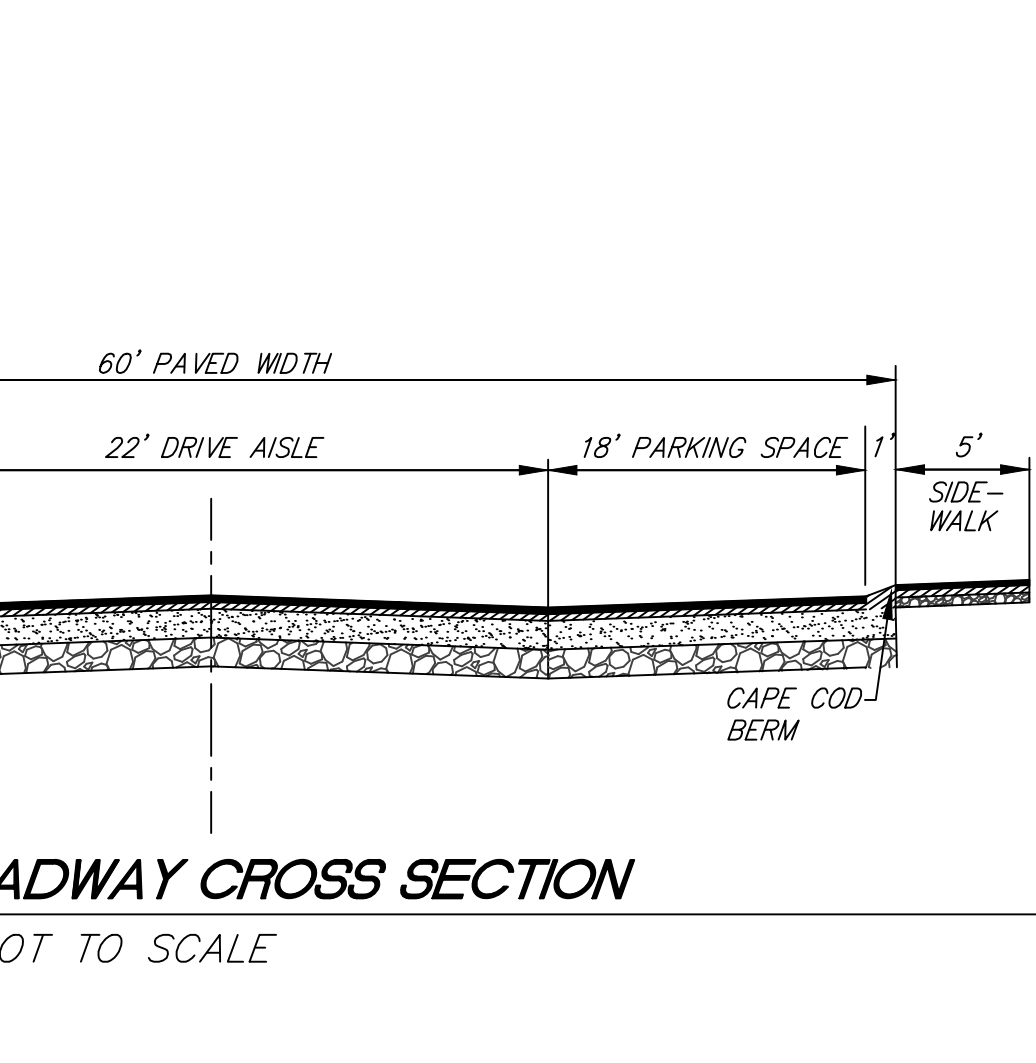 60' PAVED WIDTH
22' DRIVE AISLE
18' PARKING SPACE
1'
5'
SIDE-
WALK
CAPE COD
BERM
ADWAY CROSS SECTION
OT TO SCALE